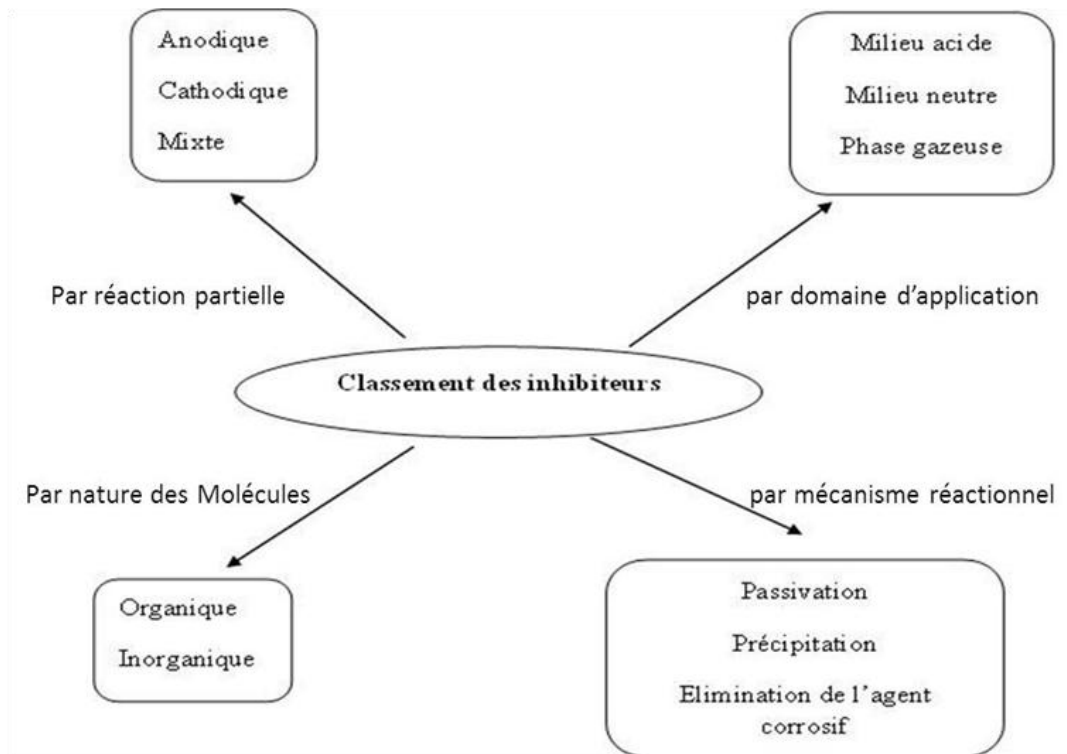 Anodique
Cathodique
Mixte
Milieu acide
Milieu neutre
Phase gazeuse
Par réaction partielle
par domaine d’application
Classement des inhibiteurs
Par nature des Molécules
par mécanisme réactionnel
Organique
Inorganique
Passivation
Précipitation
Elimination de l’agent
corrosif